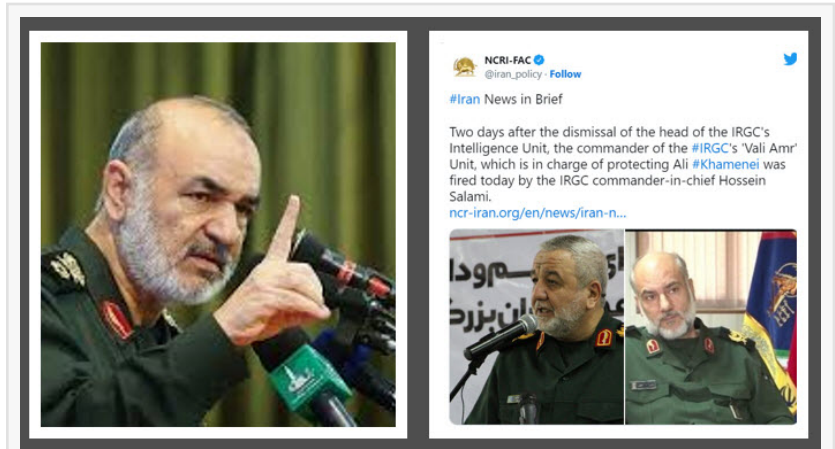 NCRI-FAC
@iran_policy · Follow
#Iran News in Brief
Two days after the dismissal of the head of the IRGC's
Intelligence Unit, the commander of the #IRGC's 'Vali Amr'
Unit, which is in charge of protecting Ali #Khamenei was
fired today by the IRGC commander-in-chief Hossein
Salami.
ncr-iran.org/en/news/iran-n...